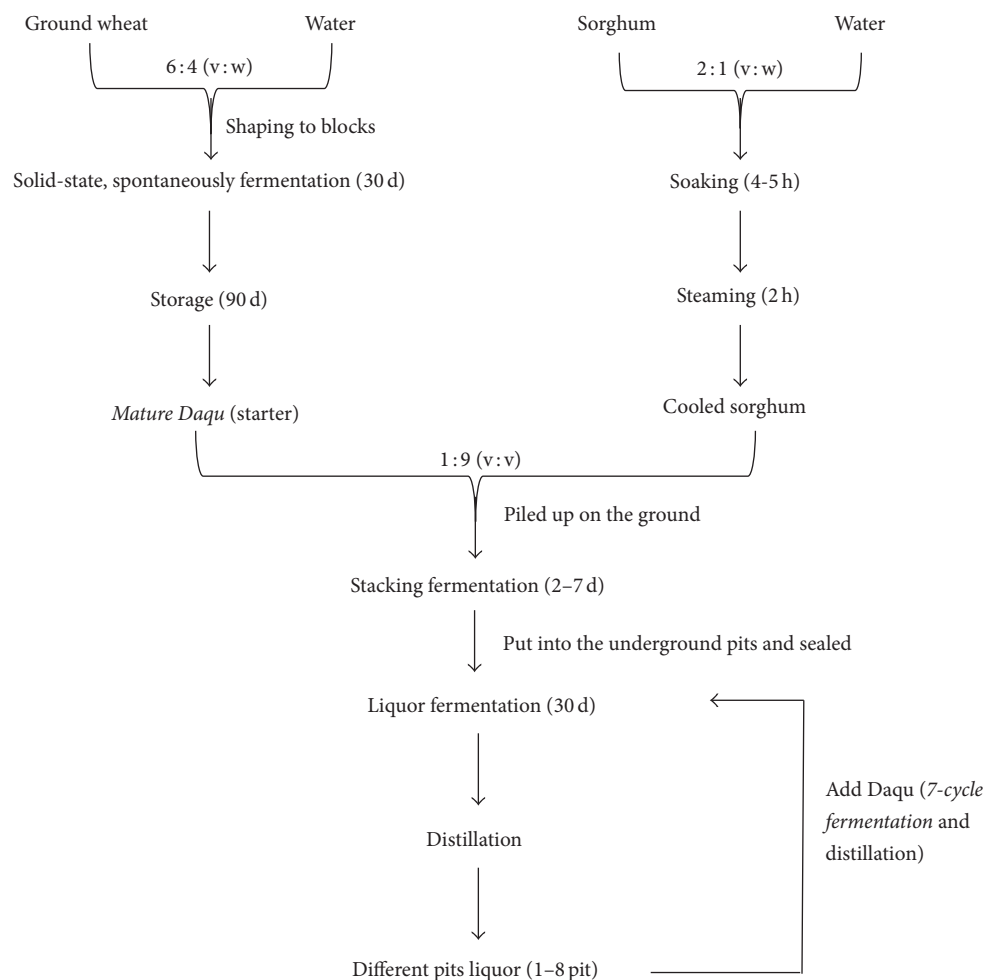 Ground wheat
Water
Sorghum
Water
6 : 4 (v : w)
2 : 1 (v : w)
Shaping to blocks
Solid-state, spontaneously fermentation (30 d)
Soaking (4-5 h)
Storage (90 d)
Steaming (2 h)
Mature Daqu (starter)
Cooled sorghum
1 : 9 (v : v)
Piled up on the ground
Stacking fermentation (2–7 d)
Put into the underground pits and sealed
Liquor fermentation (30 d)
Add Daqu (7-cycle
fermentation and
distillation)
Distillation
Different pits liquor (1–8 pit)